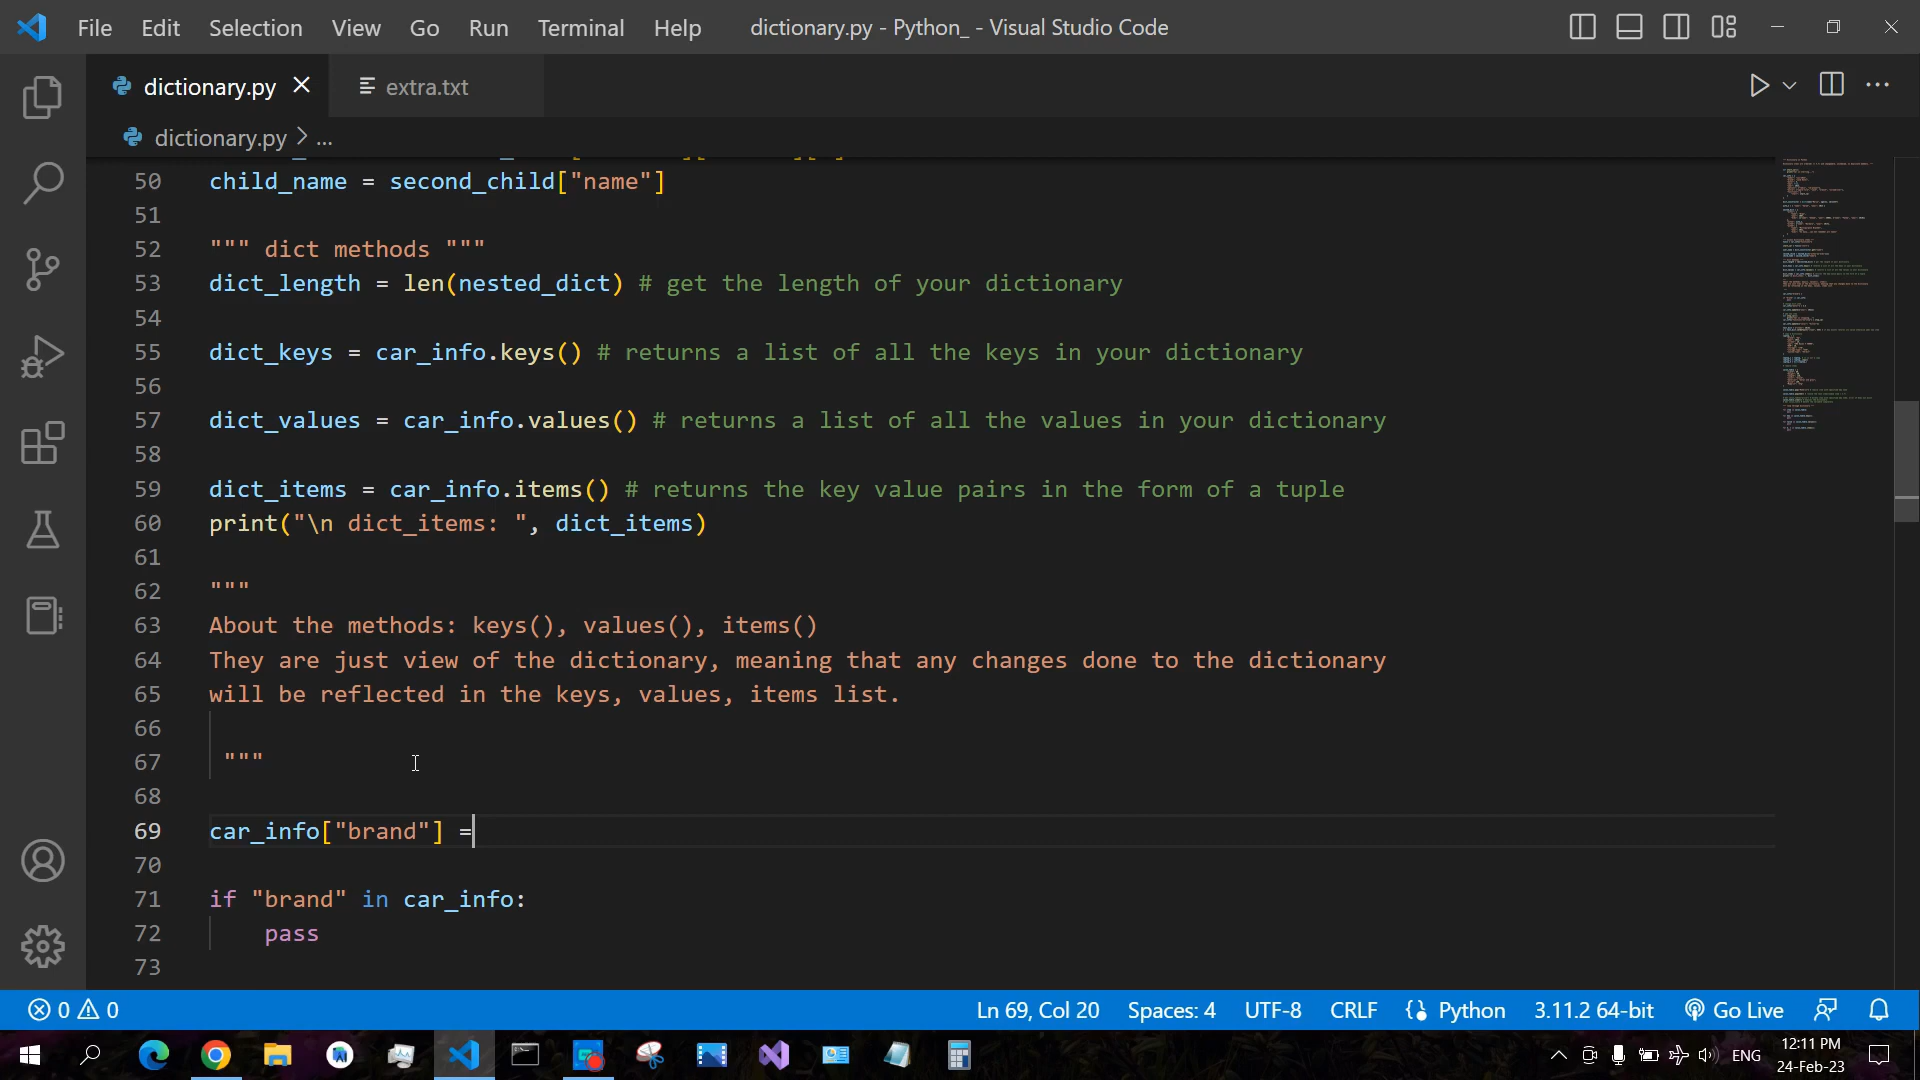 File Edit Selection View Go Run Terminal Help dictionary.py - Python_ - Visual Studio Code
dictionary.py extra.txt
dictionary.py > ...
50 child_name = second_child["name"]
51
52 """ dict methods """
53 dict_length = len(nested_dict) # get the length of your dictionary
54
55 dict_keys = car_info.keys() # returns a list of all the keys in your dictionary
56
57 dict_values = car_info.values() # returns a list of all the values in your dictionary
58
59 dict_items = car_info.items() # returns the key value pairs in the form of a tuple
60 print("\n dict_items: ", dict_items)
61
62 """
63 About the methods: keys(), values(), items()
64 They are just view of the dictionary, meaning that any changes done to the dictionary
65 will be reflected in the keys, values, items list.
66
67 """
68
69 car_info["brand"] =
70
71 if "brand" in car_info:
72 pass
73
0 0 Ln 69, Col 20 Spaces: 4 UTF-8 CRLF Python 3.11.2 64-bit Go Live
ENG 12:11 PM
24-Feb-23